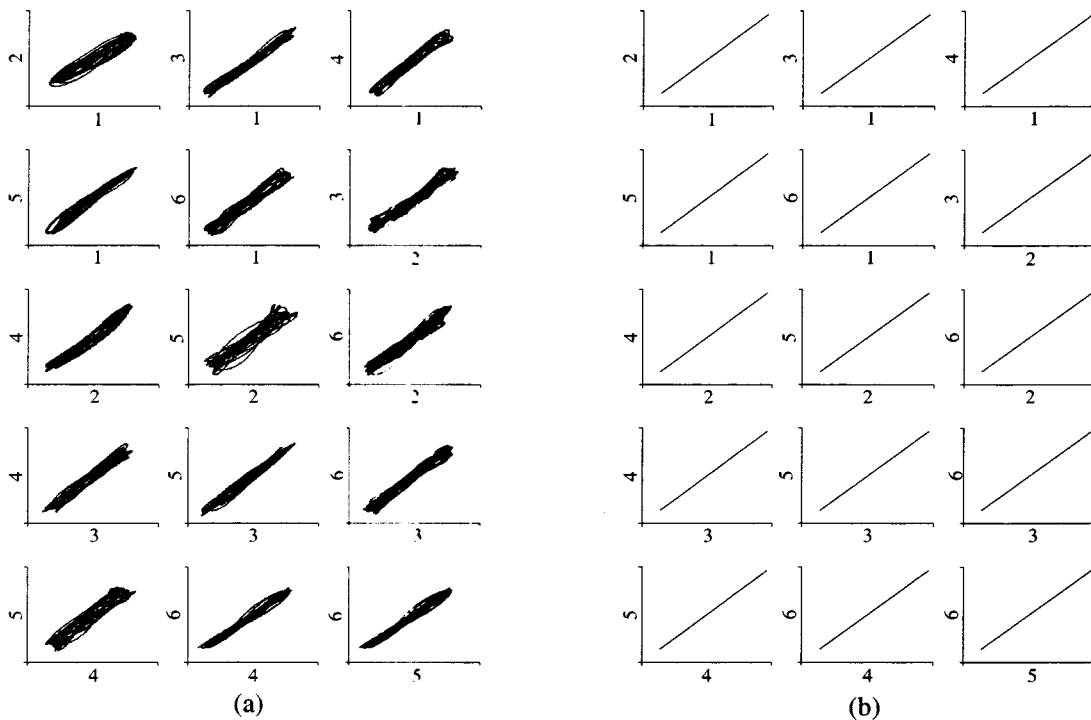 2 3 4 2 3 4
1 1 1 1 1 1
5 6 3 5 6 3
1 1 2 1 1 2
4 5 6 4 5 6
2 2 2 2 2 2
4 5 6 4 5 6
3 3 3 3 3 3
5 6 6 5 6 6
4 4 5 4 4 5
(a) (b)